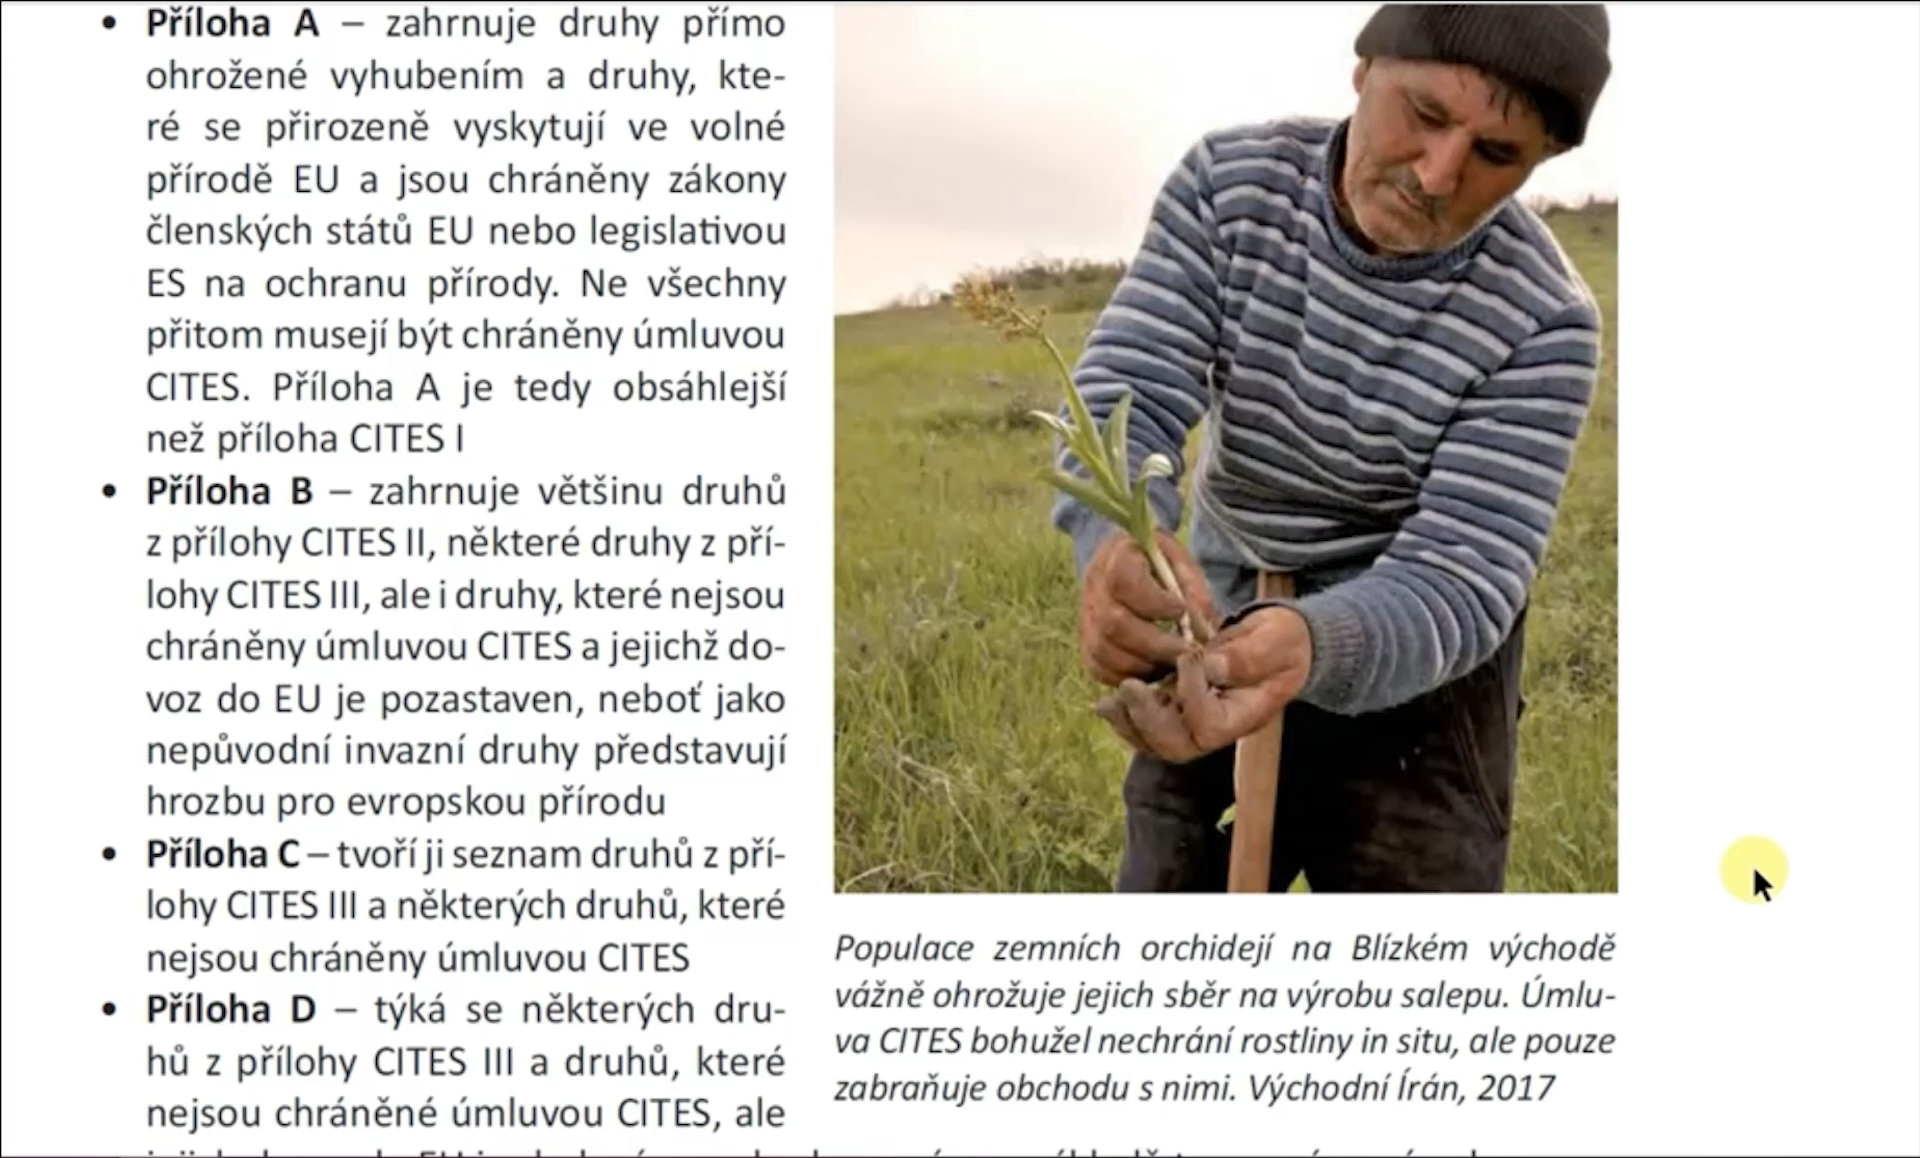 • Příloha A – zahrnuje druhy přímo
ohrožené vyhubením a druhy, kte-
ré se přirozeně vyskytují ve volné
přírodě EU a jsou chráněny zákony
členských států EU nebo legislativou
ES na ochranu přírody. Ne všechny
přitom musejí být chráněny úmluvou
CITES. Příloha A je tedy obsáhlejší
než příloha CITES I
• Příloha B – zahrnuje většinu druhů
z přílohy CITES II, některé druhy z pří-
lohy CITES III, ale i druhy, které nejsou
chráněny úmluvou CITES a jejichž do-
voz do EU je pozastaven, neboť jako
nepůvodní invazní druhy představují
hrozbu pro evropskou přírodu
• Příloha C – tvoří ji seznam druhů z pří-
lohy CITES III a některých druhů, které
nejsou chráněny úmluvou CITES
• Příloha D – týká se některých dru-
hů z přílohy CITES III a druhů, které
nejsou chráněné úmluvou CITES, ale
Populace zemních orchidejí na Blízkém východě
vážně ohrožuje jejich sběr na výrobu salepu. Úmlu-
va CITES bohužel nechrání rostliny in situ, ale pouze
zabraňuje obchodu s nimi. Východní Írán, 2017